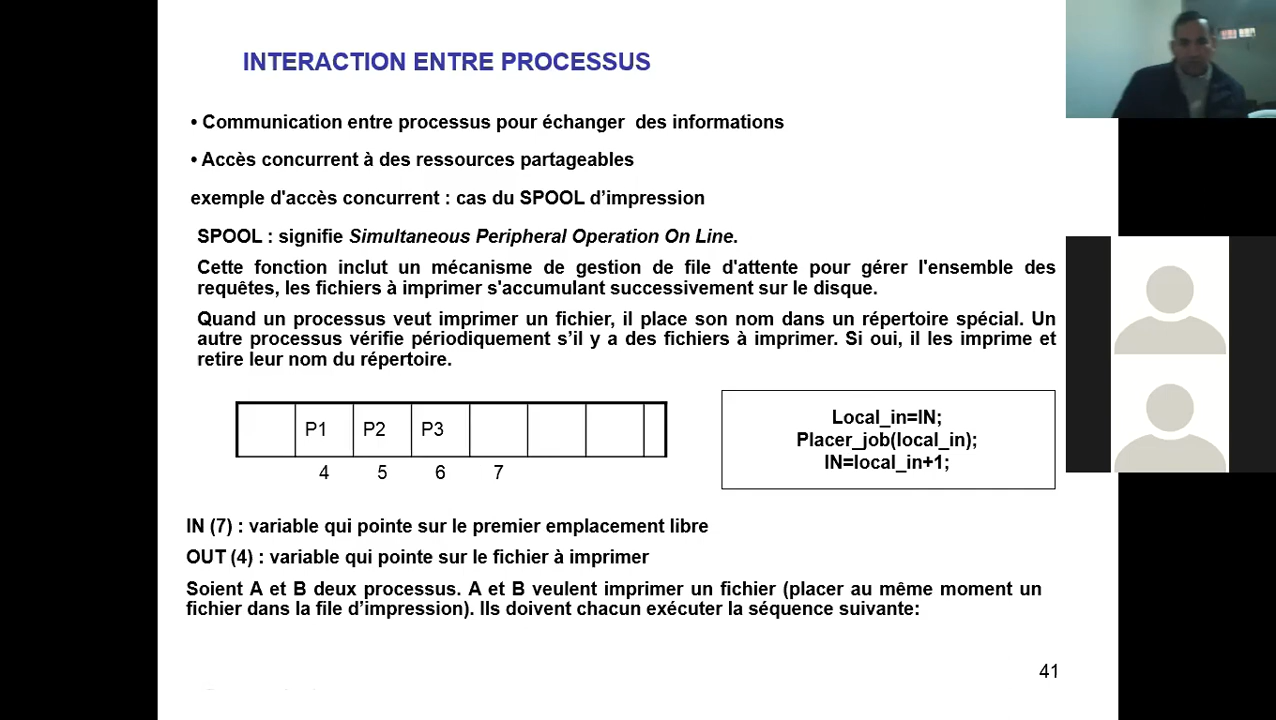 INTERACTION ENTRE PROCESSUS
• Communication entre processus pour échanger des informations
• Accès concurrent à des ressources partageables
exemple d'accès concurrent : cas du SPOOL d’impression
SPOOL : signifie Simultaneous Peripheral Operation On Line.
Cette fonction inclut un mécanisme de gestion de file d'attente pour gérer l'ensemble des
requêtes, les fichiers à imprimer s'accumulant successivement sur le disque.
Quand un processus veut imprimer un fichier, il place son nom dans un répertoire spécial. Un
autre processus vérifie périodiquement s’il y a des fichiers à imprimer. Si oui, il les imprime et
retire leur nom du répertoire.
P1 P2 P3
4 5 6 7
Local_in=IN;
Placer_job(local_in);
IN=local_in+1;
IN (7) : variable qui pointe sur le premier emplacement libre
OUT (4) : variable qui pointe sur le fichier à imprimer
Soient A et B deux processus. A et B veulent imprimer un fichier (placer au même moment un
fichier dans la file d’impression). Ils doivent chacun exécuter la séquence suivante:
41